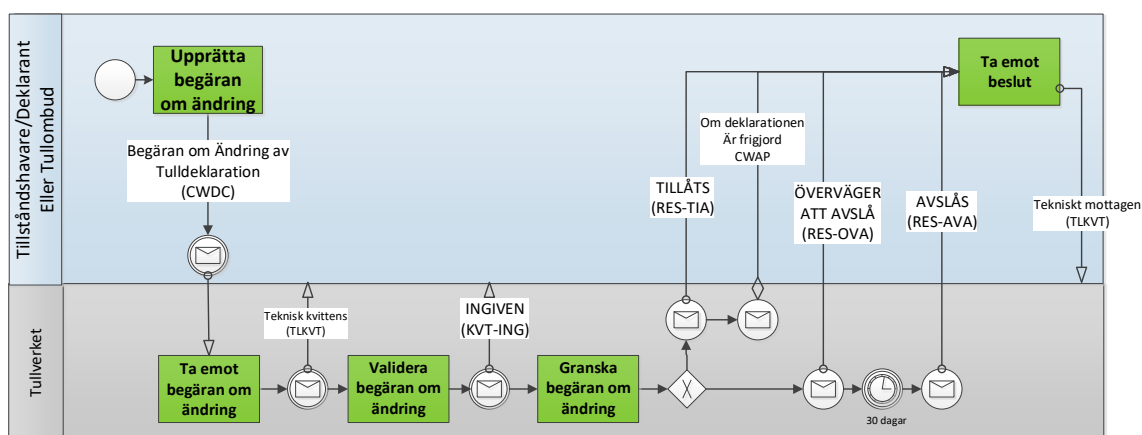 Tillståndshavare/Deklarant
Eller Tullombud
Upprätta
begäran
om ändring
Begäran om Ändring av
Tulldeklaration
(CWDC)
Om deklarationen
Är frigjord
CWAP
TILLÅTS
(RES-TIA)
ÖVERVÄGER
ATT AVSLÅ
(RES-OVA)
AVSLÅS
(RES-AVA)
Ta emot
beslut
Tekniskt mottagen
(TLKVT)
Tullverket
Teknisk kvittens
(TLKVT)
INGIVEN
(KVT-ING)
Ta emot
begäran om
ändring
Validera
begäran om
ändring
Granska
begäran om
ändring
X
30 dagar